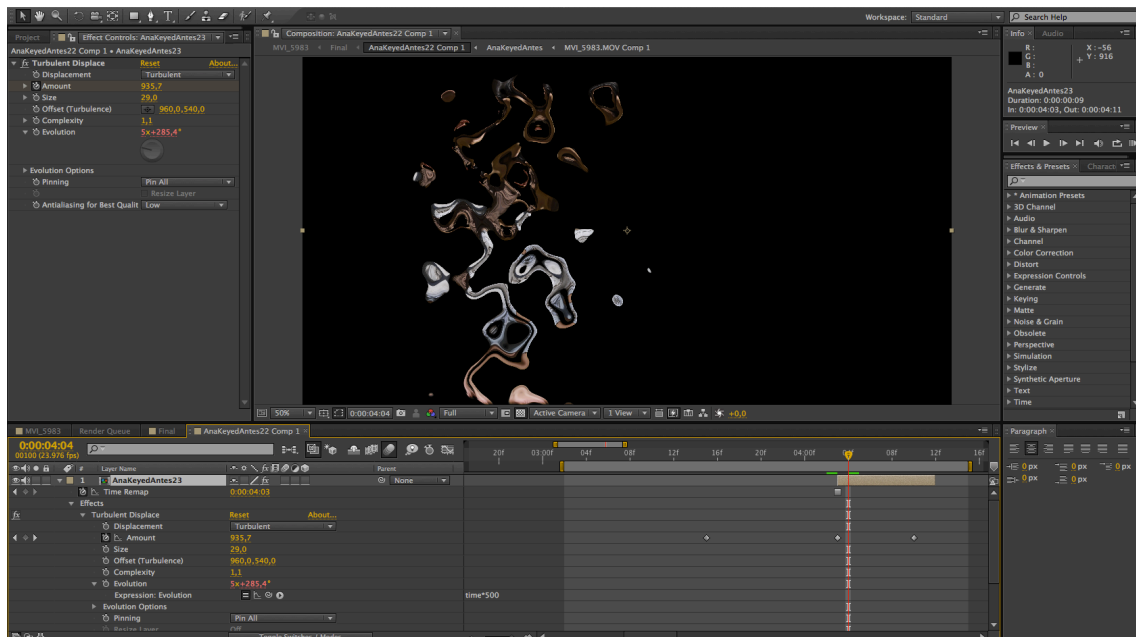 Workspace: Standard
Search Help
Project
Effect Controls: AnaKeyedAntes23
AnaKeyedAntes22 Comp 1 • AnaKeyedAntes23
fx Turbulent Displace Reset About...
Displacement Turbulent
Amount 935,7
Size 29,0
Offset (Turbulence) 960,0,540,0
Complexity 1,1
Evolution 5x+285,4°
Evolution Options
Pinning Pin All
Resize Layer
Antialiasing for Best Qualit Low
Composition: AnaKeyedAntes22 Comp 1
MVI_5983 Final AnaKeyedAntes22 Comp 1 AnaKeyedAntes MVI_5983.MOV Comp 1
50% 0:00:04:04 Full Active Camera 1 View +0,0
Info Audio
R : X : -56
G : Y : 916
B :
A : 0
AnaKeyedAntes23
Duration: 0:00:00:09
In: 0:00:04:03, Out: 0:00:04:11
Preview
Effects & Presets Charact
* Animation Presets
3D Channel
Audio
Blur & Sharpen
Channel
Color Correction
Distort
Expression Controls
Generate
Keying
Matte
Noise & Grain
Obsolete
Perspective
Simulation
Stylize
Synthetic Aperture
Text
Time
MVI_5983 Render Queue Final AnaKeyedAntes22 Comp 1
0:00:04:04
00100 (23.976 fps)
20f 03:00f 04f 08f 12f 16f 20f 04:00f 08f 12f 16f
# Layer Name Parent
1 AnaKeyedAntes23 None
Time Remap 0:00:04:03
Effects
fx Turbulent Displace Reset About...
Displacement Turbulent
Amount 935,7
Size 29,0
Offset (Turbulence) 960,0,540,0
Complexity 1,1
Evolution 5x+285,4°
Expression: Evolution time*500
Evolution Options
Pinning Pin All
Resize Layer Off
Toggle Switches / Modes
Paragraph
0 px 0 px 0 px
0 px 0 px